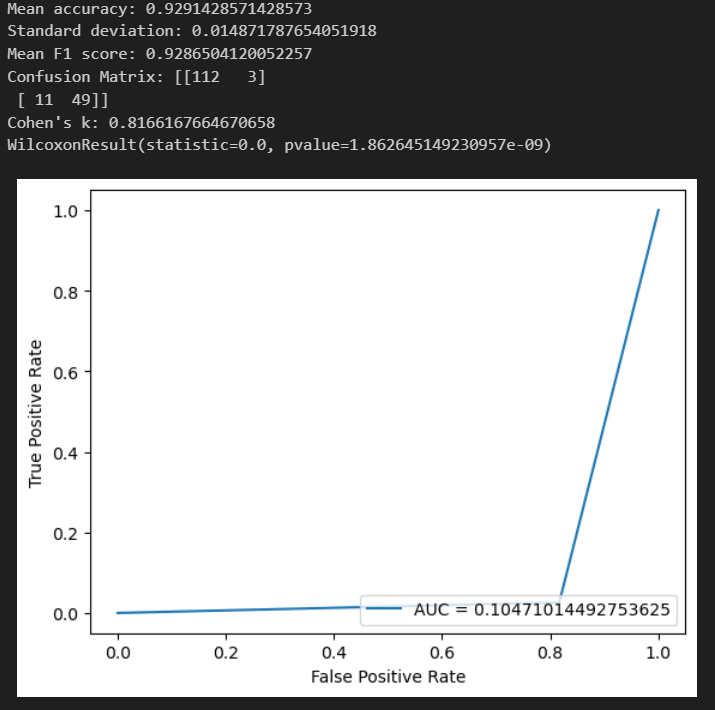 Mean accuracy: 0.9291428571428573
Standard deviation: 0.014871787654051918
Mean F1 score: 0.9286504120052257
Confusion Matrix: [[112   3]
 [ 11  49]]
Cohen's k: 0.8166167664670658
WilcoxonResult(statistic=0.0, pvalue=1.862645149230957e-09)
1.0
0.8
0.6
0.4
0.2
0.0
True Positive Rate
AUC = 0.10471014492753625
0.0 0.2 0.4 0.6 0.8 1.0
False Positive Rate